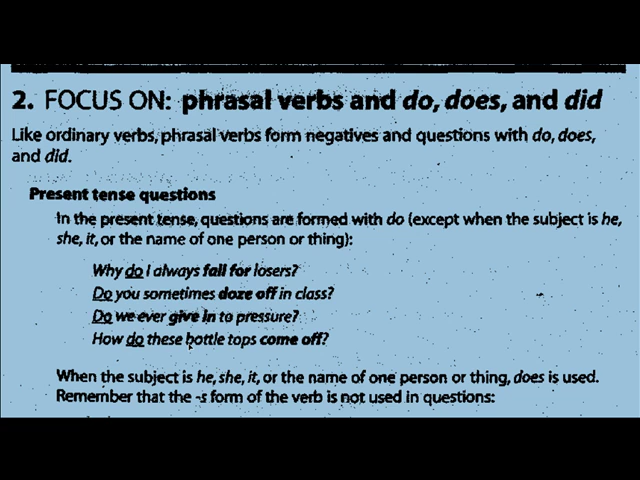 2. FOCUS ON: phrasal verbs and do, does, and did
Like ordinary verbs, phrasal verbs form negatives and questions with do, does,
and did.
Present tense questions
In the present tense, questions are formed with do (except when the subject is he,
she, it, or the name of one person or thing):
Why do I always fall for losers?
Do you sometimes doze off in class?
Do we ever give in to pressure?
How do these bottle tops come off?
When the subject is he, she, it, or the name of one person or thing, does is used.
Remember that the -s form of the verb is not used in questions: